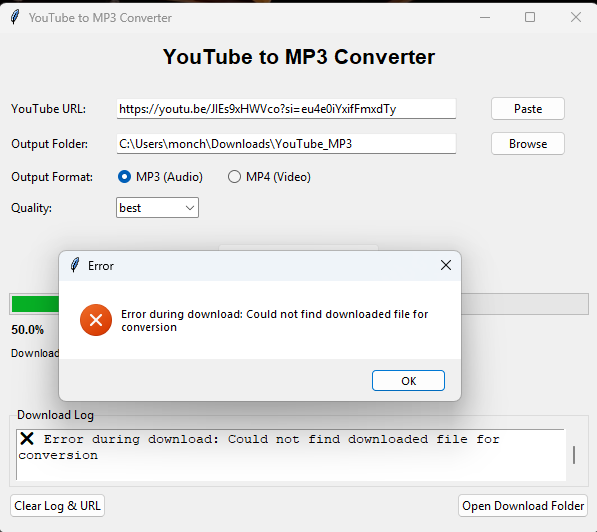 YouTube to MP3 Converter
YouTube to MP3 Converter
YouTube URL:
https://youtu.be/JIEs9xHWVco?si=eu4e0iYxifFmxdTy
Paste
Output Folder:
C:\Users\monch\Downloads\YouTube_MP3
Browse
Output Format:
MP3 (Audio)
MP4 (Video)
Quality:
best
Error
Error during download: Could not find downloaded file for
conversion
OK
50.0%
Download
Download Log
❌ Error during download: Could not find downloaded file for
conversion
Clear Log & URL
Open Download Folder